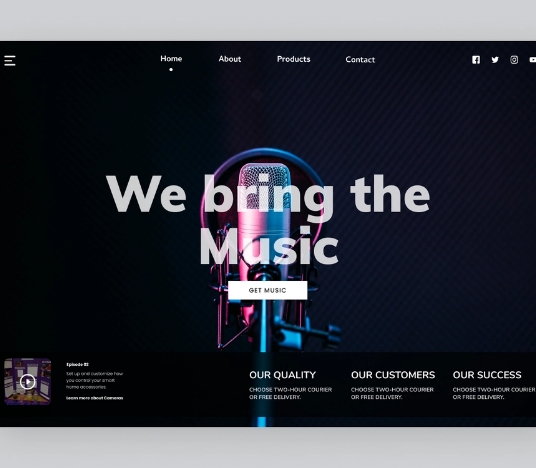 Home About Products Contact
We bring the
Music
GET MUSIC
Episode 02
Set up and customize how
you control your smart
home accessories
Learn more about Cameras
OUR QUALITY
CHOOSE TWO-HOUR COURIER
OR FREE DELIVERY.
OUR CUSTOMERS
CHOOSE TWO-HOUR COURIER
OR FREE DELIVERY.
OUR SUCCESS
CHOOSE TWO-HOUR COURIER
OR FREE DELIVERY.